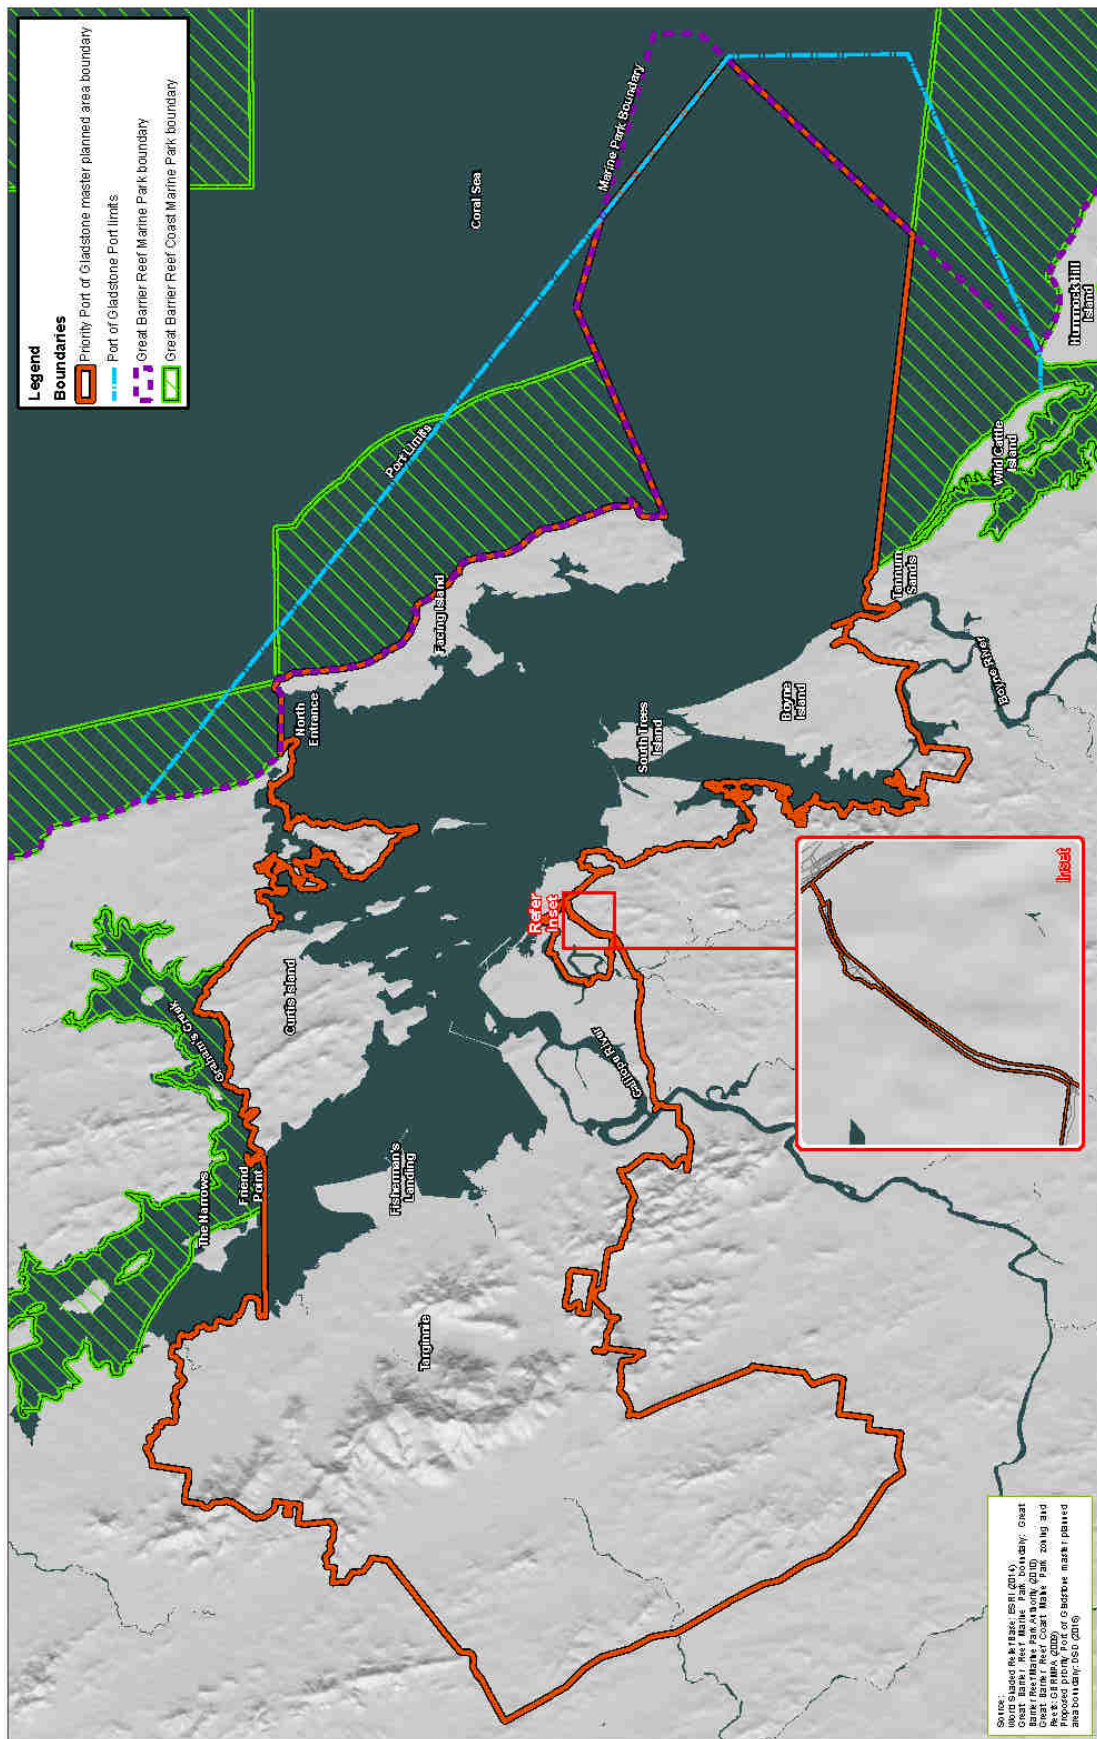 Legend
Boundaries
Priority Port of Gladstone master planned area boundary
Port of Gladstone Port limits
Great Barrier Reef Marine Park boundary
Great Barrier Reef Coast Marine Park boundary
Coral Sea
Marine Park Boundary
Port Limits
Hummock Hill
Island
Wild Cattle
Island
Tannum
Sands
Boyne River
Boyne
Island
South Trees
Island
Facing Island
North
Entrance
Refer
Inset
Inset
Curtis Island
Graham's Creek
Calliope River
The Narrows
Friend
Point
Fisherman's
Landing
Targinnie
Source:
World Shaded Relief Base: ESRI (2014)
Great Barrier Reef Marine Park boundary: Great
Barrier Reef Marine Park Authority (2010)
Great Barrier Reef Coast Marine Park zoning and
Reefs: GBRMPA (2009)
Proposed priority Port of Gladstone master planned
area boundary: DSD (2016)